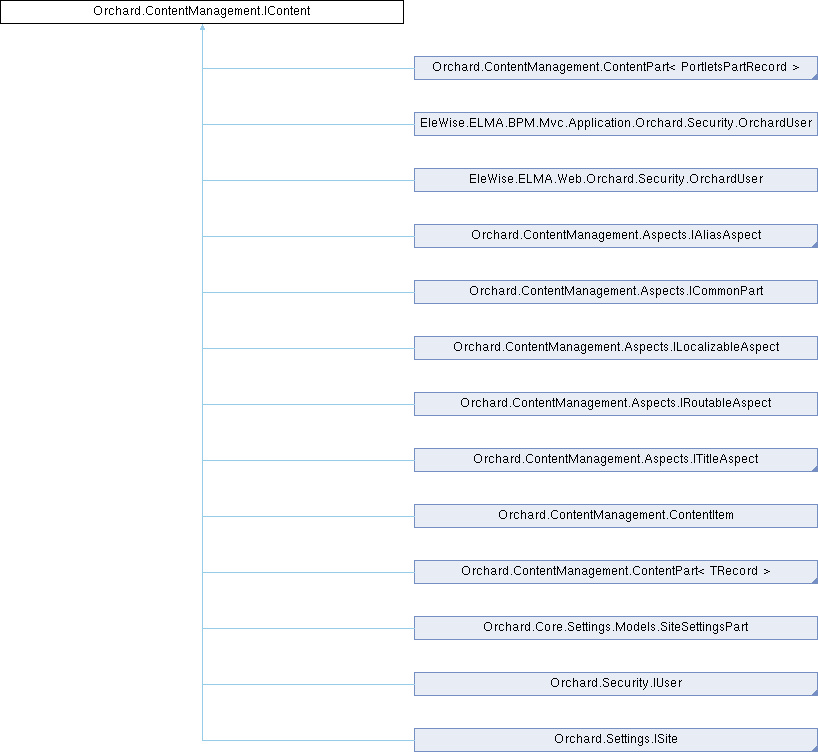 Orchard.ContentManagement.IContent
Orchard.ContentManagement.ContentPart< PortletsPartRecord >
EleWise.ELMA.BPM.Mvc.Application.Orchard.Security.OrchardUser
EleWise.ELMA.Web.Orchard.Security.OrchardUser
Orchard.ContentManagement.Aspects.IAliasAspect
Orchard.ContentManagement.Aspects.ICommonPart
Orchard.ContentManagement.Aspects.ILocalizableAspect
Orchard.ContentManagement.Aspects.IRoutableAspect
Orchard.ContentManagement.Aspects.ITitleAspect
Orchard.ContentManagement.ContentItem
Orchard.ContentManagement.ContentPart< TRecord >
Orchard.Core.Settings.Models.SiteSettingsPart
Orchard.Security.IUser
Orchard.Settings.ISite